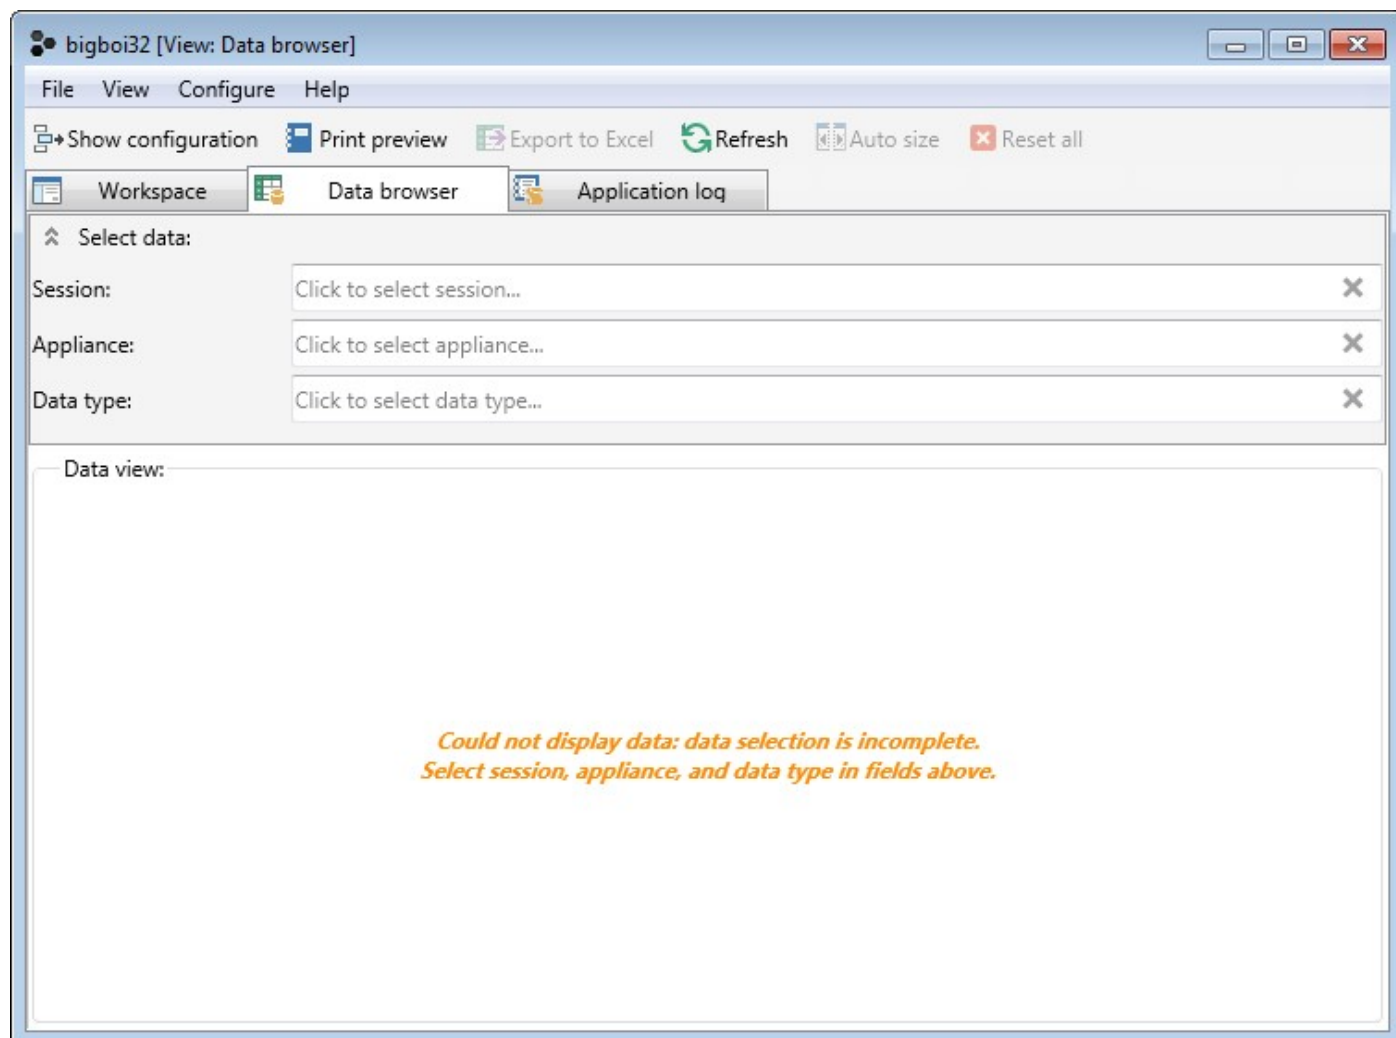 bigboi32 [View: Data browser]
File View Configure Help
Show configuration Print preview Export to Excel Refresh Auto size Reset all
Workspace Data browser Application log
Select data:
Session: Click to select session...
Appliance: Click to select appliance...
Data type: Click to select data type...
Data view:
Could not display data: data selection is incomplete.
Select session, appliance, and data type in fields above.